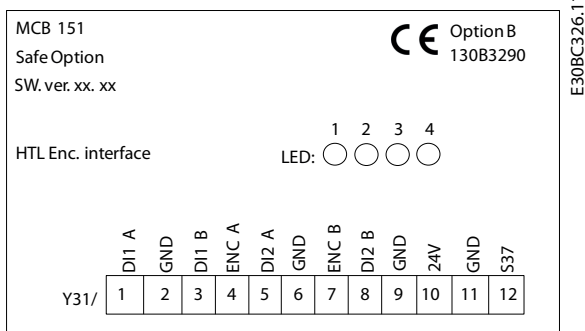 MCB 151
Safe Option
SW. ver. xx. xx
CE Option B
130B3290
HTL Enc. interface
1 2 3 4
LED:
DI1 A GND DI1 B ENC A DI2 A GND ENC B DI2 B GND 24V GND S37
Y31/ 1 2 3 4 5 6 7 8 9 10 11 12